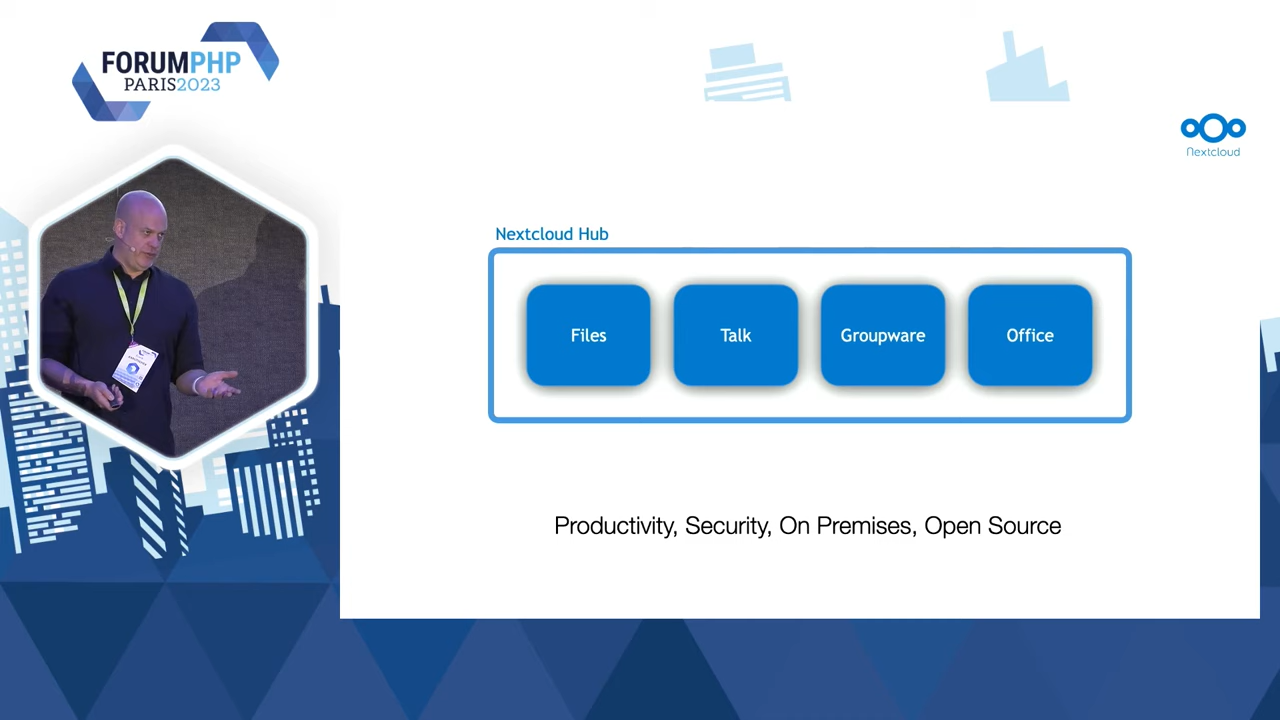 FORUMPHP
PARIS2023
Nextcloud
Nextcloud Hub
Files
Talk
Groupware
Office
Productivity, Security, On Premises, Open Source